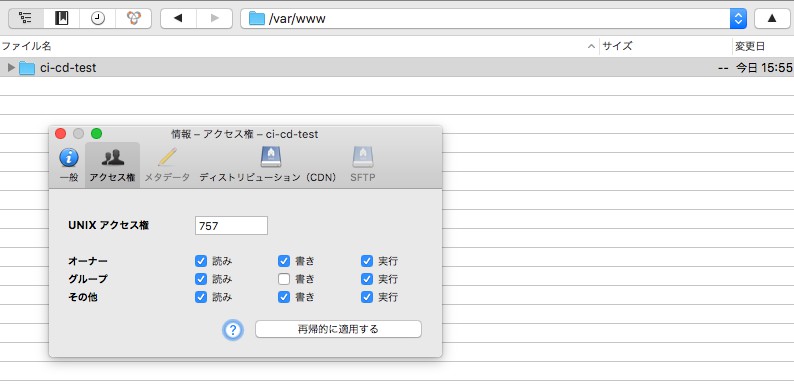 /var/www
ファイル名 サイズ 変更日
ci-cd-test -- 今日 15:55
情報 – アクセス権 – ci-cd-test
一般 アクセス権 メタデータ ディストリビューション（CDN） SFTP
UNIX アクセス権 757
オーナー 読み 書き 実行
グループ 読み 書き 実行
その他 読み 書き 実行
? 再帰的に適用する